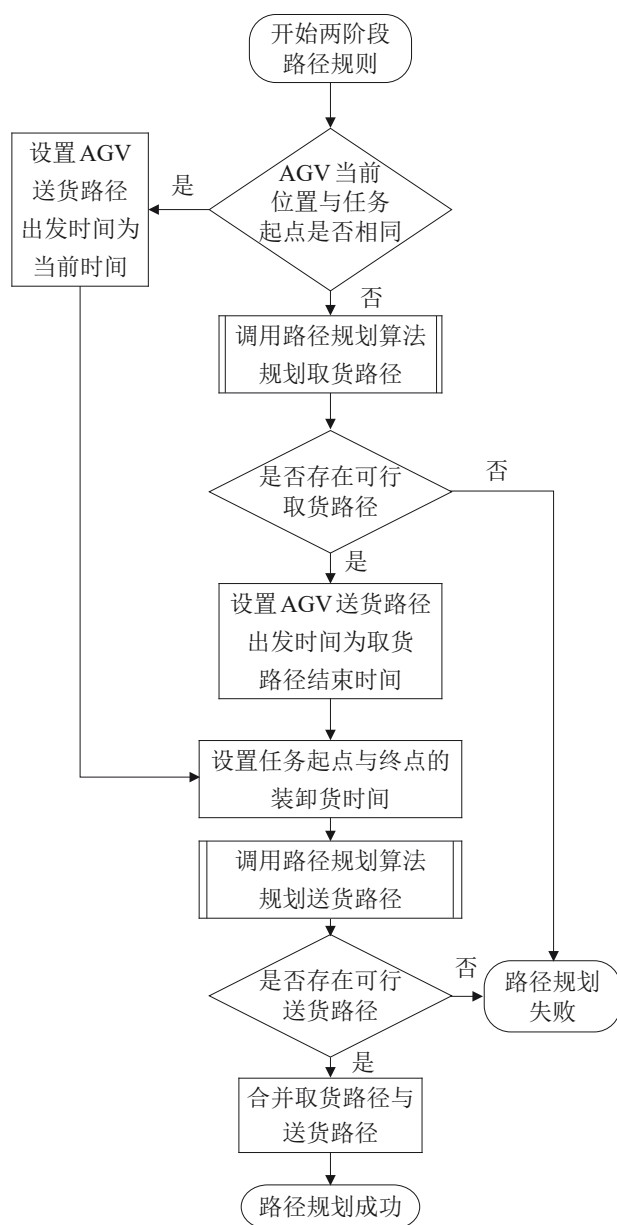 开始两阶段
路径规则
AGV当前
位置与任务
起点是否相同
是
设置AGV
送货路径
出发时间为
当前时间
否
调用路径规划算法
规划取货路径
是否存在可行
取货路径
否
是
设置AGV送货路径
出发时间为取货
路径结束时间
设置任务起点与终点的
装卸货时间
调用路径规划算法
规划送货路径
是否存在可行
送货路径
否
路径规划
失败
是
合并取货路径与
送货路径
路径规划成功